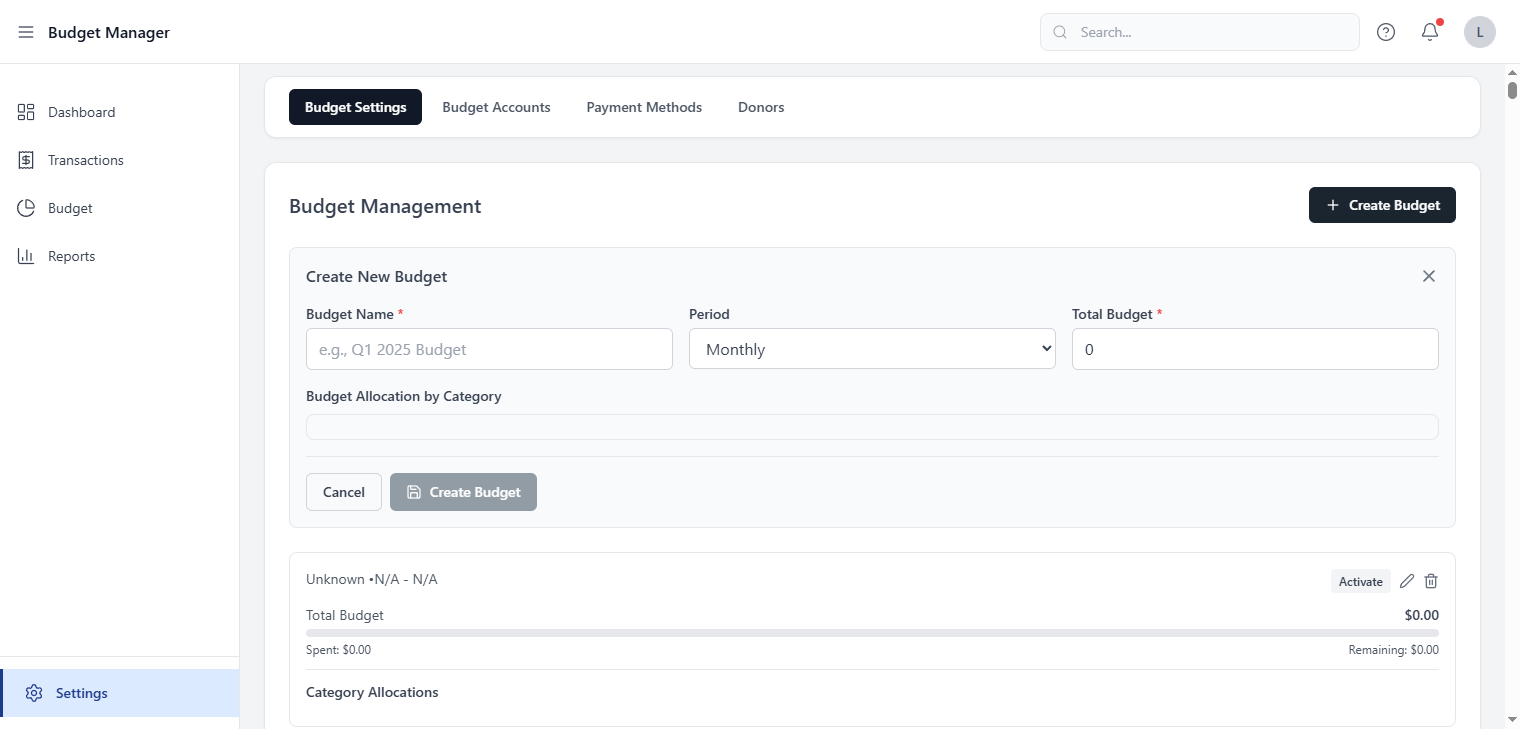 Budget Manager
Search...
L
Dashboard
Transactions
Budget
Reports
Settings
Budget Settings
Budget Accounts
Payment Methods
Donors
Budget Management
Create Budget
Create New Budget
Budget Name *
Period
Total Budget *
e.g., Q1 2025 Budget
Monthly
0
Budget Allocation by Category
Cancel
Create Budget
Unknown •N/A - N/A
Activate
Total Budget
$0.00
Spent: $0.00
Remaining: $0.00
Category Allocations